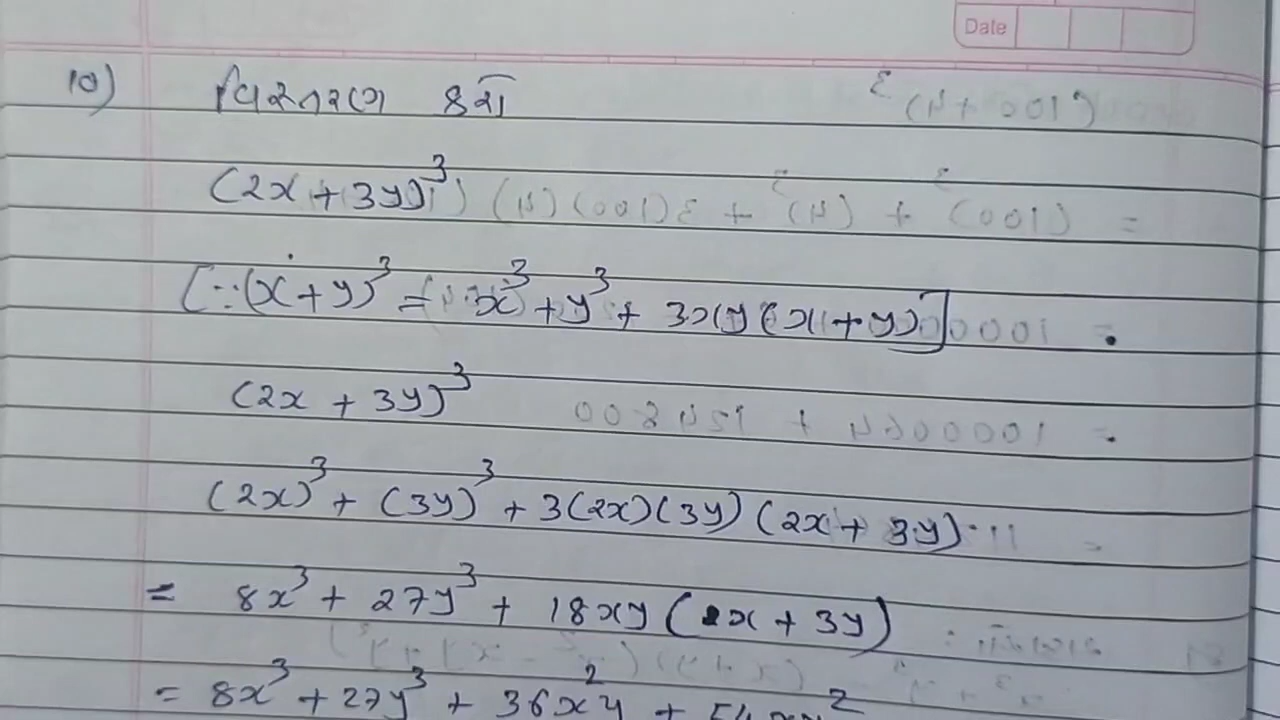 Date
10) વિસ્તરણ કરો
(2x + 3y)³
[∵(x+y)³ = x³ + y³ + 3xy(x+y)]
(2x + 3y)³
(2x)³ + (3y)³ + 3(2x)(3y)(2x + 3y)
= 8x³ + 27y³ + 18xy(2x + 3y)
= 8x³ + 27y³ + 36x²y + 54xy²